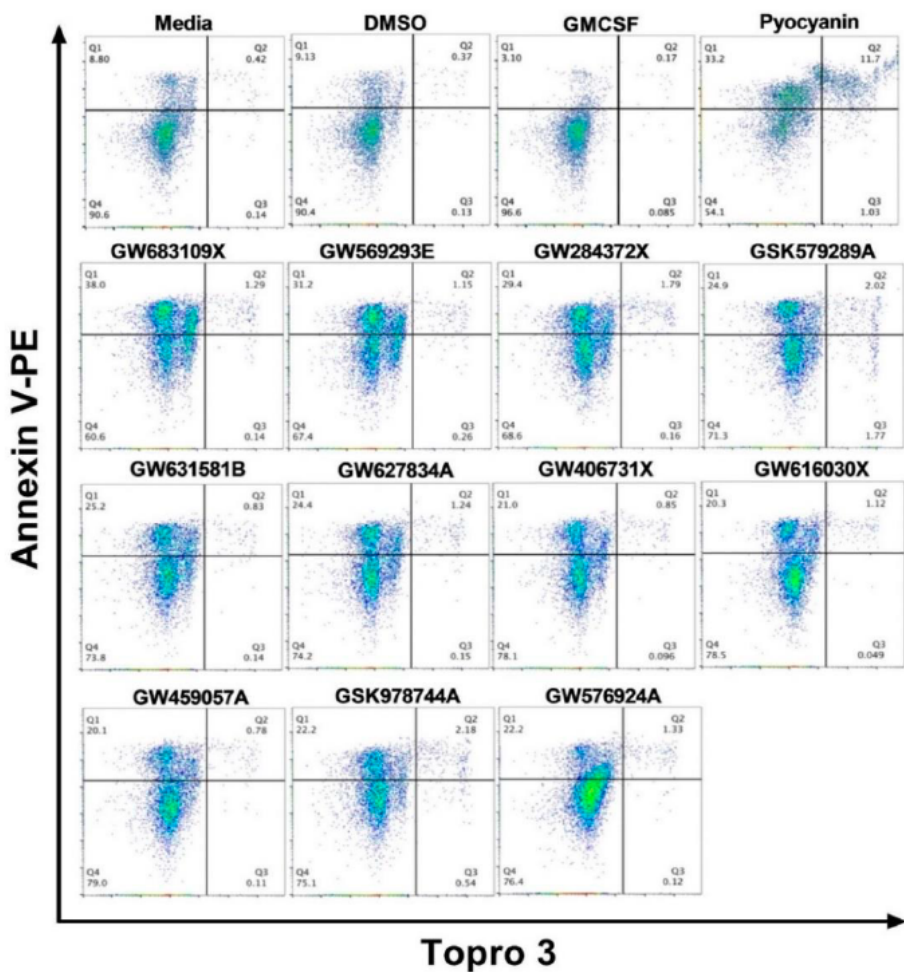 Media DMSO GMCSF Pyocyanin
Q1 Q2 Q1 Q2 Q1 Q2 Q1 Q2
8.80 0.42 9.13 0.37 3.10 0.17 33.2 11.7
Q4 Q3 Q4 Q3 Q4 Q3 Q4 Q3
90.6 0.14 90.4 0.13 96.6 0.085 54.1 1.03
GW683109X GW569293E GW284372X GSK579289A
Q1 Q2 Q1 Q2 Q1 Q2 Q1 Q2
38.0 1.29 31.2 1.15 29.4 1.79 24.9 2.02
Q4 Q3 Q4 Q3 Q4 Q3 Q4 Q3
60.6 0.14 67.4 0.26 68.6 0.16 71.3 1.77
GW631581B GW627834A GW406731X GW616030X
Q1 Q2 Q1 Q2 Q1 Q2 Q1 Q2
25.2 0.83 24.4 1.24 21.0 0.85 20.3 1.12
Q4 Q3 Q4 Q3 Q4 Q3 Q4 Q3
73.8 0.14 74.2 0.15 78.1 0.096 78.5 0.049
GW459057A GSK978744A GW576924A
Q1 Q2 Q1 Q2 Q1 Q2
20.1 0.78 22.2 2.18 22.2 1.33
Q4 Q3 Q4 Q3 Q4 Q3
79.0 0.11 75.1 0.54 76.4 0.12
Annexin V-PE
Topro 3